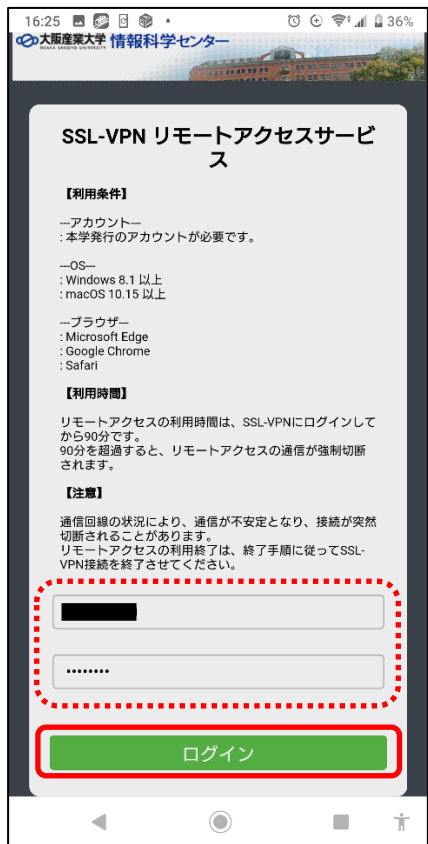 16:25 36%
大阪産業大学 情報科学センター
OSAKA SANGYO UNIVERSITY
SSL-VPN リモートアクセスサービ
ス
【利用条件】
---アカウント---
: 本学発行のアカウントが必要です。
---OS---
: Windows 8.1 以上
: macOS 10.15 以上
---ブラウザ---
: Microsoft Edge
: Google Chrome
: Safari
【利用時間】
リモートアクセスの利用時間は、SSL-VPNにログインして
から90分です。
90分を超過すると、リモートアクセスの通信が強制切断
されます。
【注意】
通信回線の状況により、通信が不安定となり、接続が突然
切断されることがあります。
リモートアクセスの利用終了は、終了手順に従ってSSL-
VPN接続を終了させてください。
••••••••
ログイン